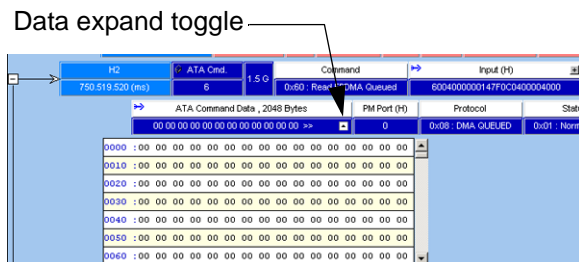 Data expand toggle
H2 ATA Cmd. 1.5 G Command Input (H)
750.519.520 (ms) 6 0x60 : Read DMA Queued 6004000000147F0C0400004000
ATA Command Data , 2048 Bytes PM Port (H) Protocol Statu
00 00 00 00 00 00 00 00 00 00 00 >> 0 0x08 : DMA QUEUED 0x01 : Norm
0000 :00 00 00 00 00 00 00 00 00 00 00 00 00 00 00 00
0010 :00 00 00 00 00 00 00 00 00 00 00 00 00 00 00 00
0020 :00 00 00 00 00 00 00 00 00 00 00 00 00 00 00 00
0030 :00 00 00 00 00 00 00 00 00 00 00 00 00 00 00 00
0040 :00 00 00 00 00 00 00 00 00 00 00 00 00 00 00 00
0050 :00 00 00 00 00 00 00 00 00 00 00 00 00 00 00 00
0060 :00 00 00 00 00 00 00 00 00 00 00 00 00 00 00 00